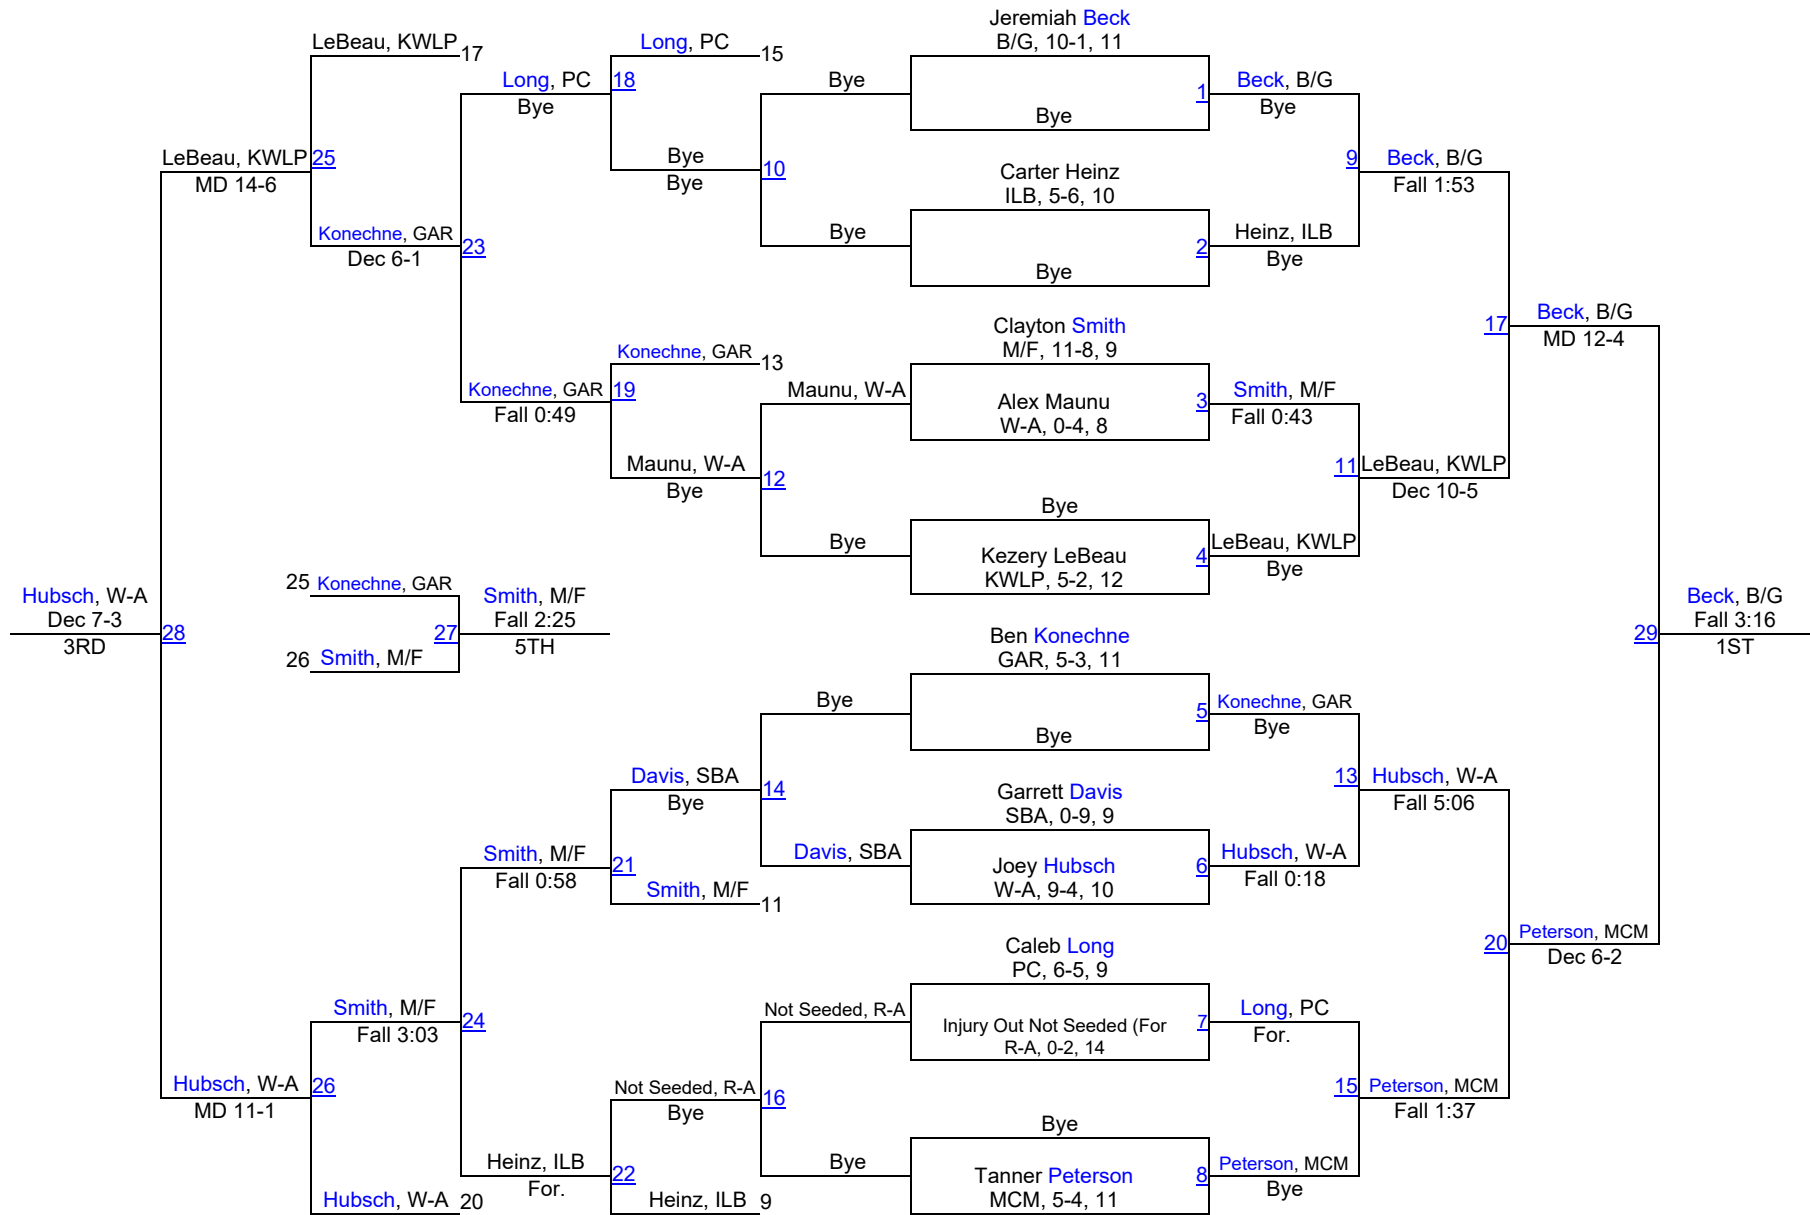 Jeremiah Beck
B/G, 10-1, 11
LeBeau, KWLP
17
Long, PC
15
Long, PC
18
Bye
Bye
1
Beck, B/G
Bye
Bye
LeBeau, KWLP
25
MD 14-6
Bye
10
Bye
Carter Heinz
ILB, 5-6, 10
9
Beck, B/G
Fall 1:53
Konechne, GAR
23
Dec 6-1
Bye
2
Heinz, ILB
Bye
Bye
Clayton Smith
M/F, 11-8, 9
17
Beck, B/G
MD 12-4
Konechne, GAR
13
Konechne, GAR
19
Fall 0:49
Maunu, W-A
Alex Maunu
W-A, 0-4, 8
3
Smith, M/F
Fall 0:43
Maunu, W-A
12
Bye
11
LeBeau, KWLP
Dec 10-5
Bye
Bye
Kezery LeBeau
KWLP, 5-2, 12
4
LeBeau, KWLP
Bye
Hubsch, W-A
Dec 7-3
3RD
28
25
Konechne, GAR
27
26
Smith, M/F
Smith, M/F
Fall 2:25
5TH
Beck, B/G
Fall 3:16
1ST
29
Ben Konechne
GAR, 5-3, 11
Bye
Bye
5
Konechne, GAR
Bye
Davis, SBA
14
Bye
Garrett Davis
SBA, 0-9, 9
13
Hubsch, W-A
Fall 5:06
Smith, M/F
21
Fall 0:58
Davis, SBA
Joey Hubsch
W-A, 9-4, 10
6
Hubsch, W-A
Fall 0:18
Smith, M/F
11
Caleb Long
PC, 6-5, 9
20
Peterson, MCM
Dec 6-2
Smith, M/F
24
Fall 3:03
Not Seeded, R-A
Injury Out Not Seeded (For
R-A, 0-2, 14
7
Long, PC
For.
Hubsch, W-A
26
MD 11-1
Not Seeded, R-A
16
Bye
15
Peterson, MCM
Fall 1:37
Bye
Heinz, ILB
22
For.
Bye
Tanner Peterson
MCM, 5-4, 11
8
Peterson, MCM
Bye
Hubsch, W-A
20
Heinz, ILB
9